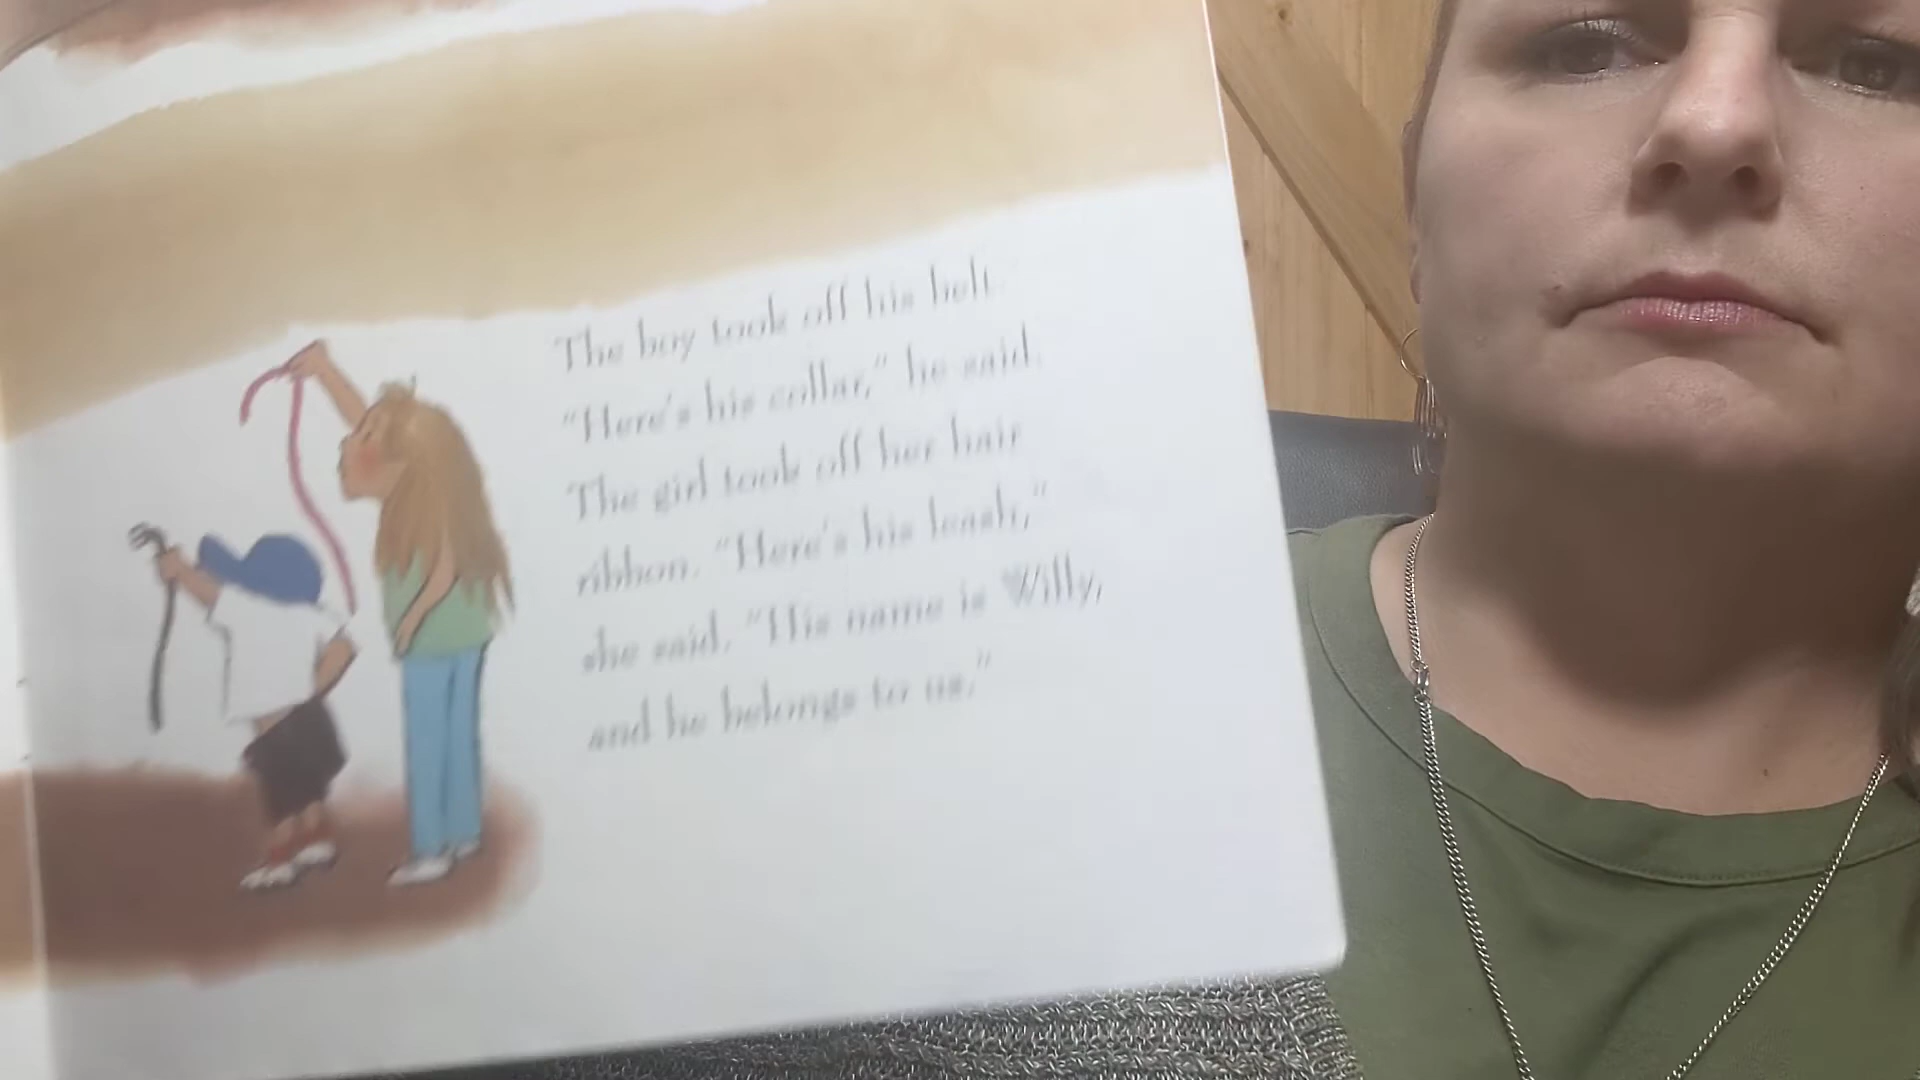 The boy took off his belt.
“Here’s his collar,” he said.
The girl took off her hair
ribbon. “Here’s his leash,”
she said. “His name is Willy,
and he belongs to us.”